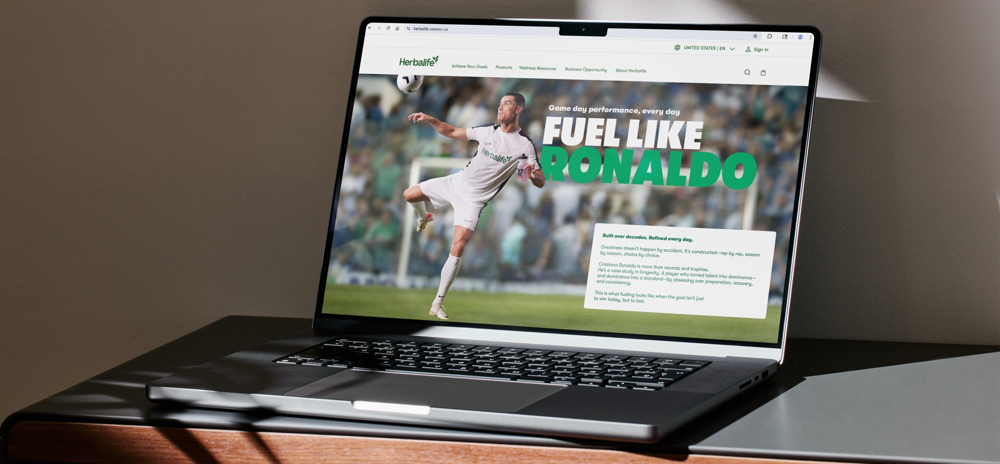 herbalife.com/en-us
UNITED STATES | EN
Sign In
Herbalife
Achieve Your Goals
Products
Wellness Resources
Business Opportunity
About Herbalife
Game day performance, every day
FUEL LIKE
RONALDO
Herbalife
Built over decades. Refined every day.
Greatness doesn't happen by accident. It's constructed—rep by rep, season
by season, choice by choice.
Cristiano Ronaldo is more than records and trophies.
He's a case study in longevity. A player who turned talent into dominance—
and dominance into a standard—by obsessing over preparation, recovery,
and consistency.
This is what fueling looks like when the goal isn't just
to win today, but to last.